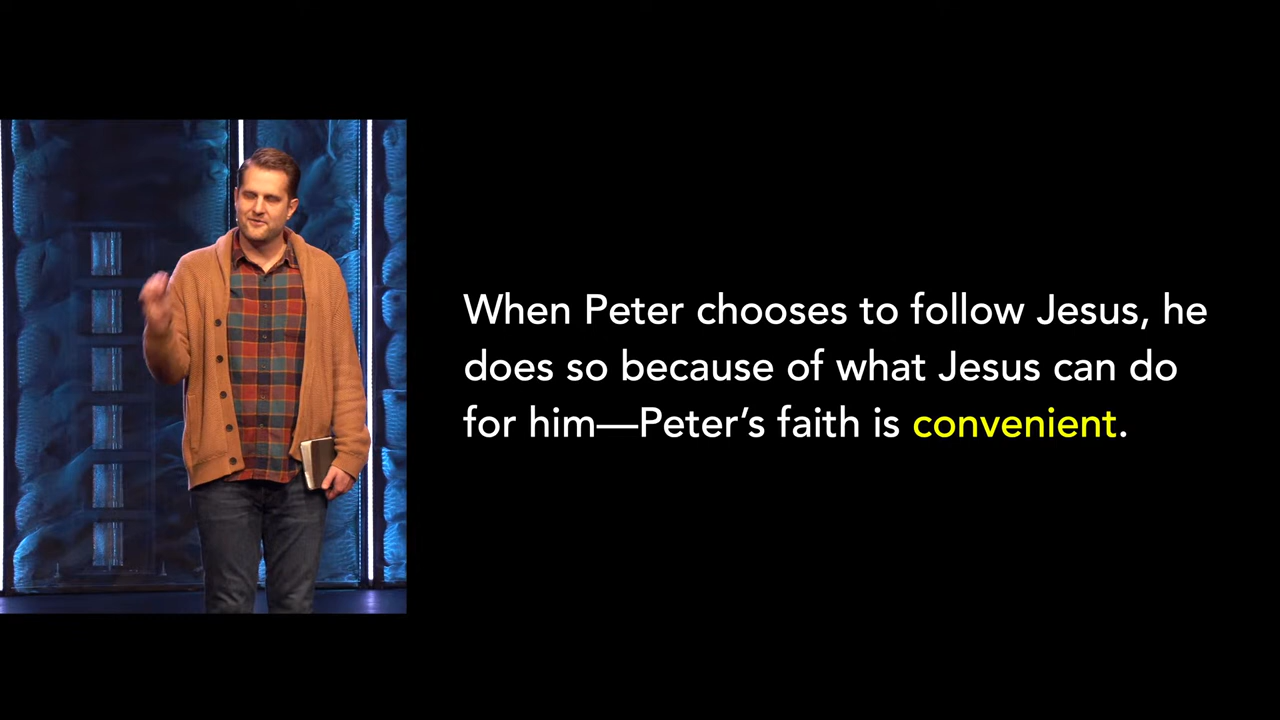 When Peter chooses to follow Jesus, he
does so because of what Jesus can do
for him—Peter’s faith is convenient.